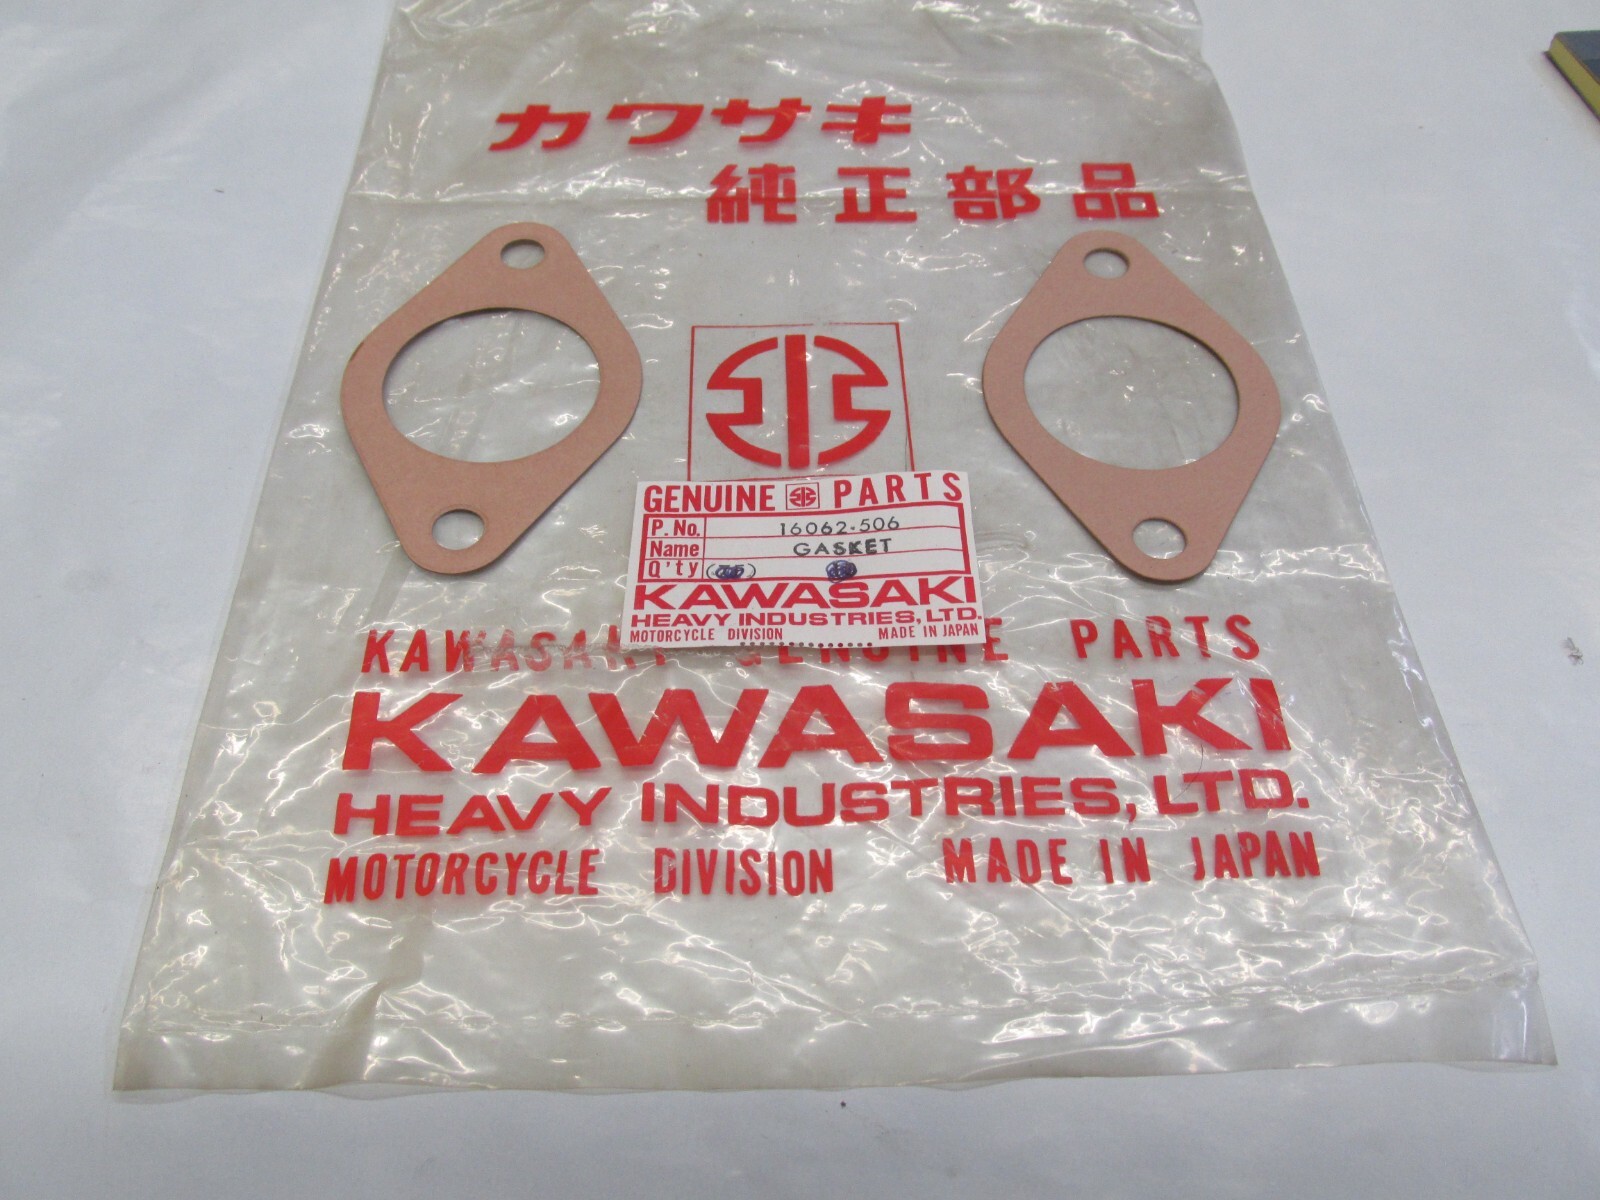 カワサキ
純正部品
GENUINE PARTS
P. No. 16062-506
Name GASKET
Q'ty
KAWASAKI
HEAVY INDUSTRIES, LTD.
MOTORCYCLE DIVISION MADE IN JAPAN
KAWASAKI GENUINE PARTS
KAWASAKI
HEAVY INDUSTRIES, LTD.
MOTORCYCLE DIVISION MADE IN JAPAN